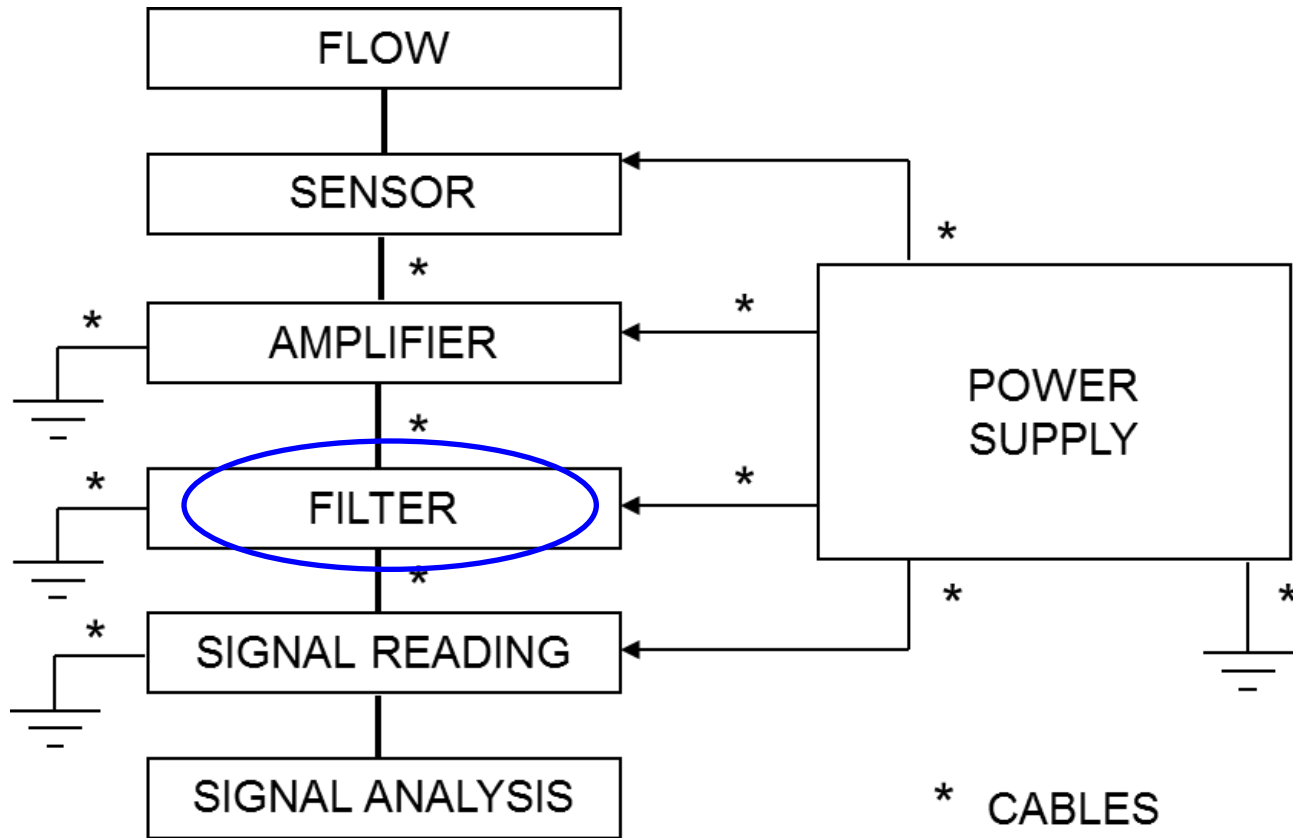 FLOW
SENSOR
*
*
*
*
AMPLIFIER
*
*
*
FILTER
POWER
SUPPLY
*
*
*
*
*
SIGNAL READING
SIGNAL ANALYSIS
* CABLES